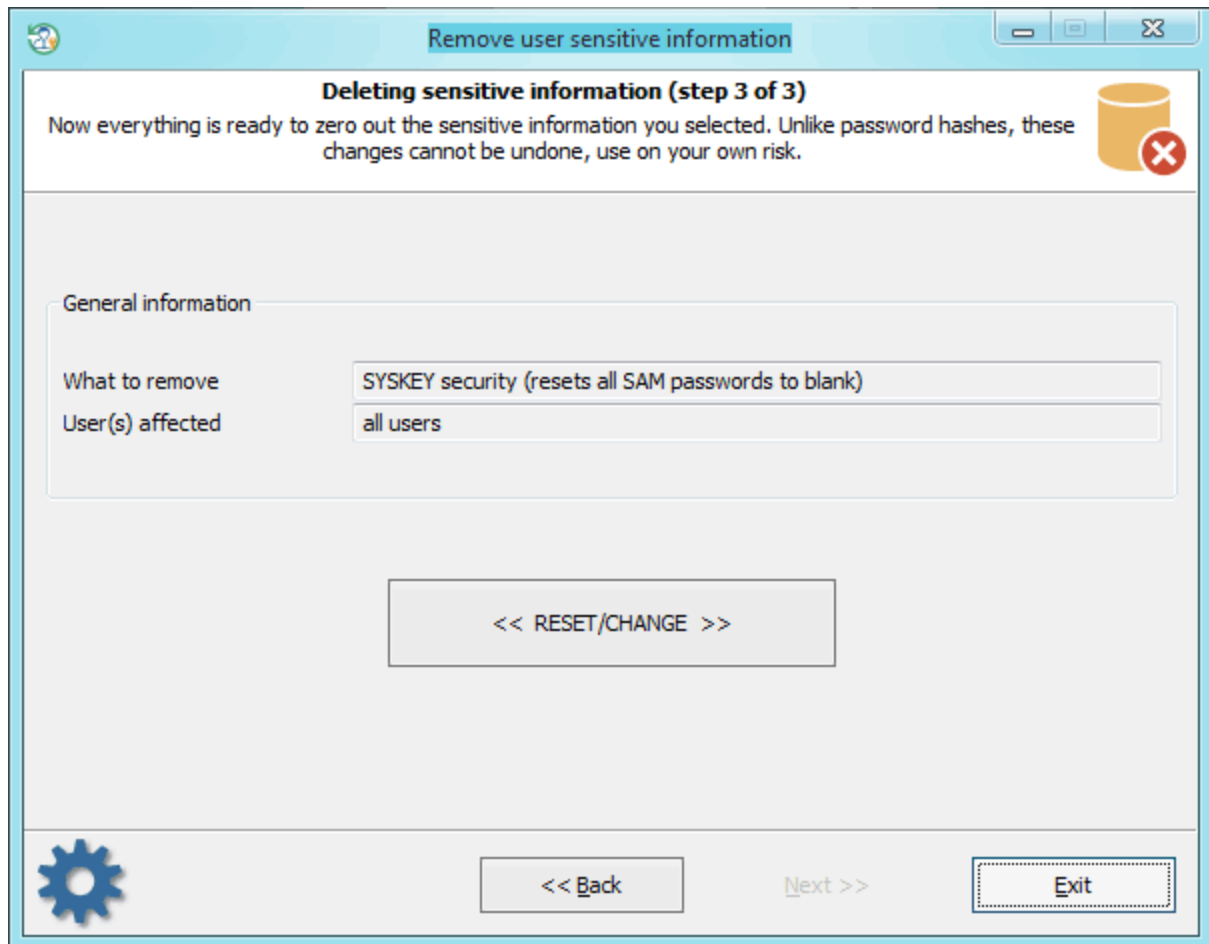 Remove user sensitive information
Deleting sensitive information (step 3 of 3)
Now everything is ready to zero out the sensitive information you selected. Unlike password hashes, these
changes cannot be undone, use on your own risk.
General information
What to remove SYSKEY security (resets all SAM passwords to blank)
User(s) affected all users
<< RESET/CHANGE >>
<< Back Next >> Exit